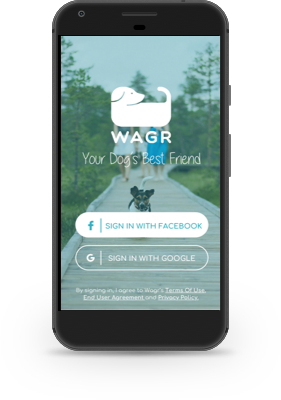 WAGR
Your Dog's Best Friend
f | SIGN IN WITH FACEBOOK
G | SIGN IN WITH GOOGLE
By signing in, I agree to Wagr's Terms Of Use,
End User Agreement and Privacy Policy.